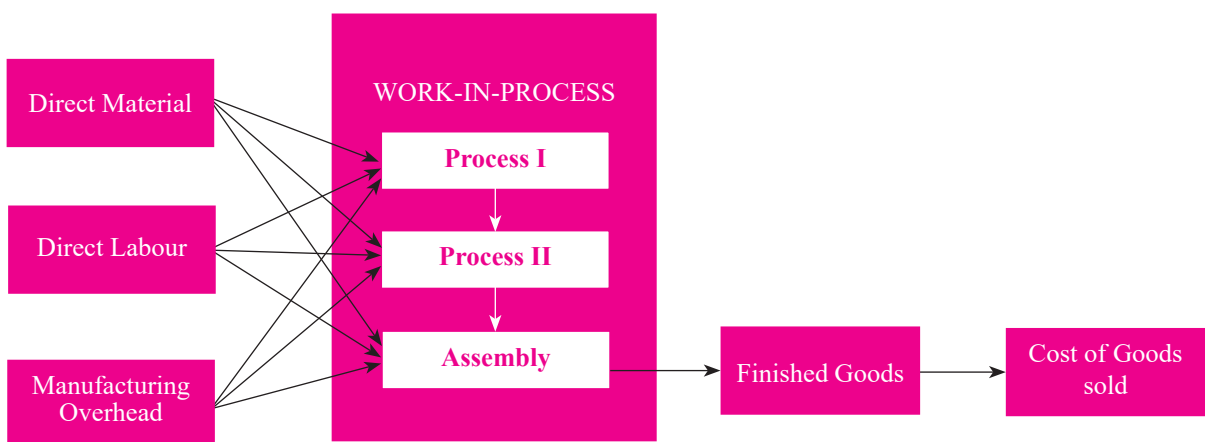 Direct Material
Direct Labour
Manufacturing
Overhead
WORK-IN-PROCESS
Process I
Process II
Assembly
Finished Goods
Cost of Goods
sold